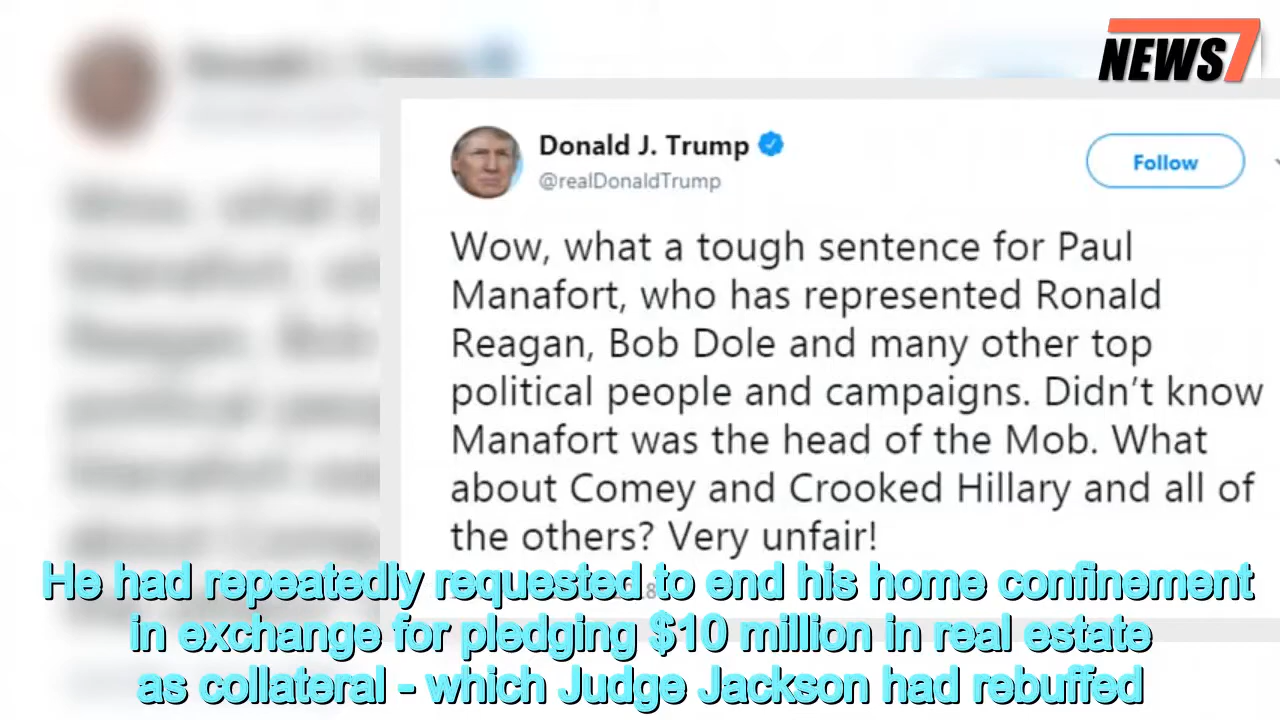 NEWS7
Donald J. Trump
@realDonaldTrump
Follow
Wow, what a tough sentence for Paul
Manafort, who has represented Ronald
Reagan, Bob Dole and many other top
political people and campaigns. Didn't know
Manafort was the head of the Mob. What
about Comey and Crooked Hillary and all of
the others? Very unfair!
He had repeatedly requested to end his home confinement
in exchange for pledging $10 million in real estate
as collateral - which Judge Jackson had rebuffed